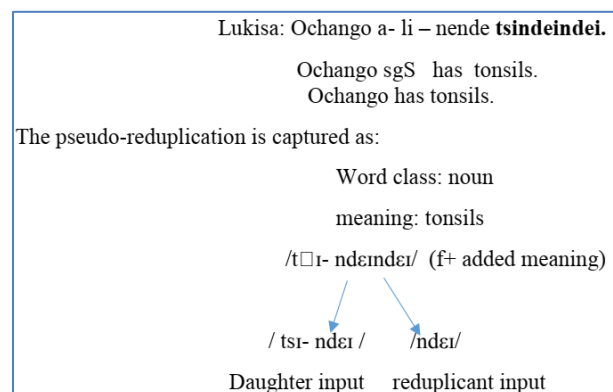 Lukisa: Ochango a- li – nende tsindeindei.
Ochango sgS has tonsils.
Ochango has tonsils.
The pseudo-reduplication is captured as:
Word class: noun
meaning: tonsils
/t□ɪ- ndɛɪndɛɪ/ (f+ added meaning)
/ tsɪ- ndɛɪ / /ndɛɪ/
Daughter input reduplicant input